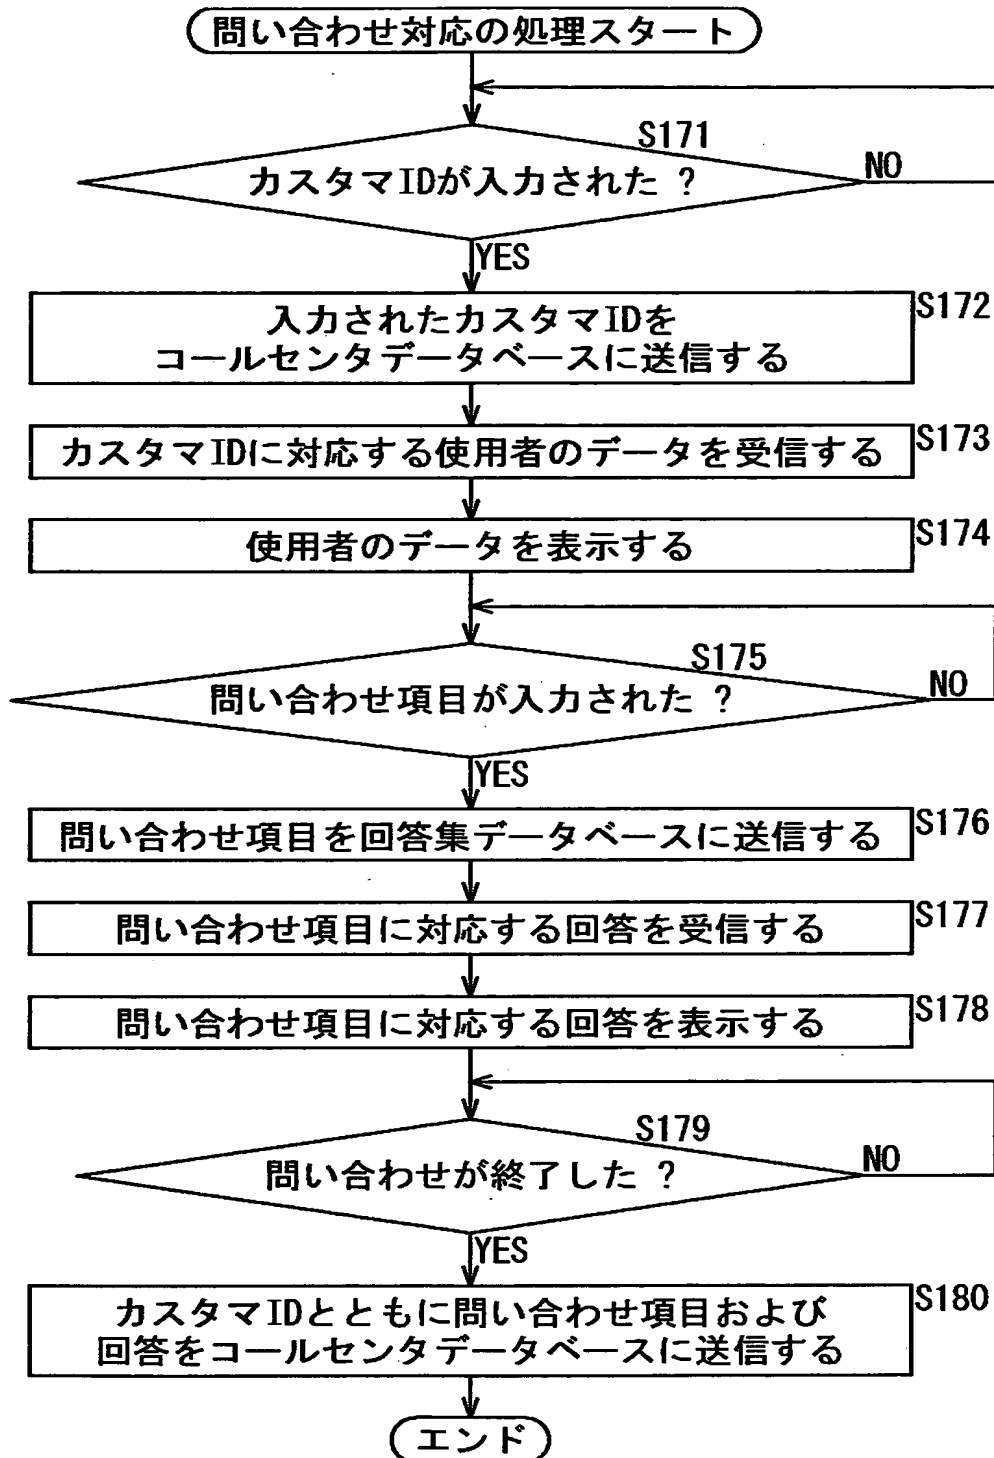 問い合わせ対応の処理スタート
S171
カスタマIDが入力された ?
NO
YES
S172
入力されたカスタマIDを
コールセンタデータベースに送信する
S173
カスタマIDに対応する使用者のデータを受信する
S174
使用者のデータを表示する
S175
問い合わせ項目が入力された ?
NO
YES
S176
問い合わせ項目を回答集データベースに送信する
S177
問い合わせ項目に対応する回答を受信する
S178
問い合わせ項目に対応する回答を表示する
S179
問い合わせが終了した ?
NO
YES
S180
カスタマIDとともに問い合わせ項目および
回答をコールセンタデータベースに送信する
エンド